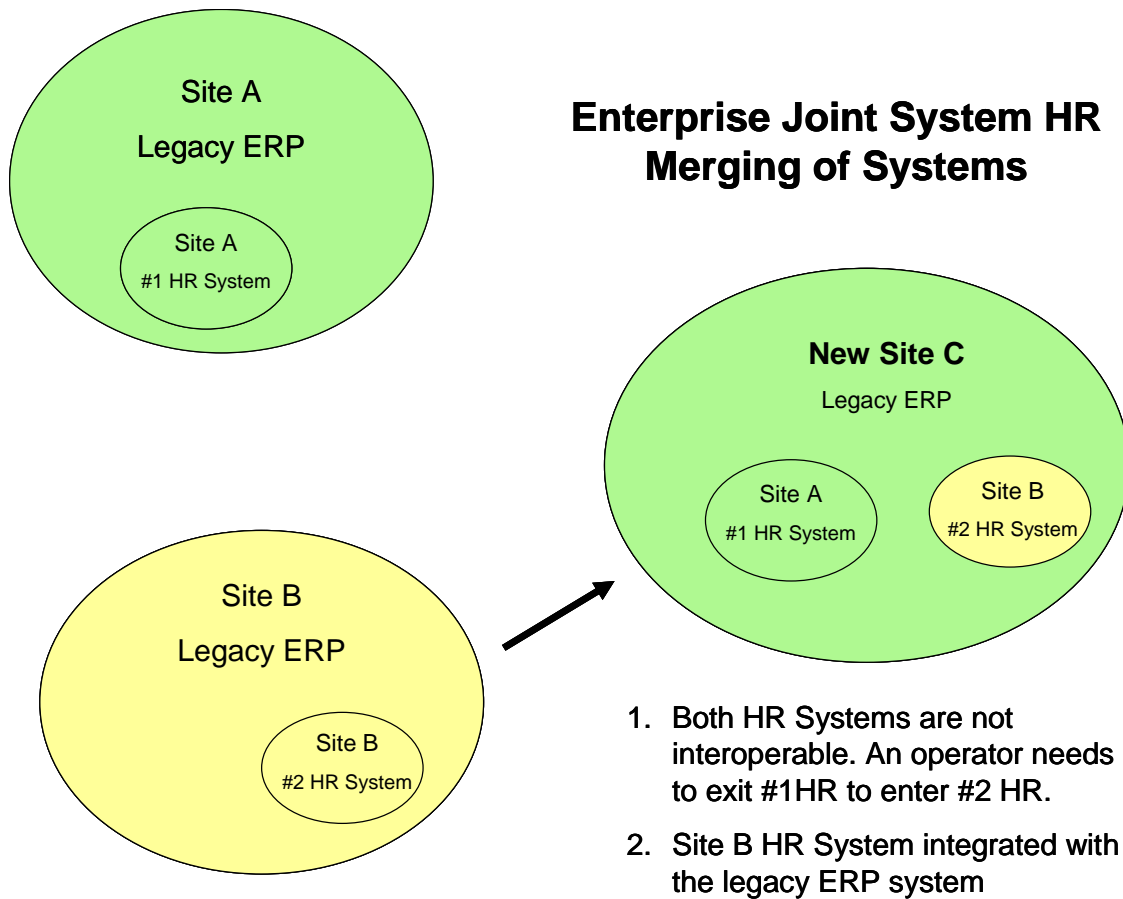 Site A
Legacy ERP
Site A
#1 HR System
Enterprise Joint System HR
Merging of Systems
New Site C
Legacy ERP
Site A
#1 HR System
Site B
#2 HR System
Site B
Legacy ERP
Site B
#2 HR System
1. Both HR Systems are not
interoperable. An operator needs
to exit #1HR to enter #2 HR.
2. Site B HR System integrated with
the legacy ERP system